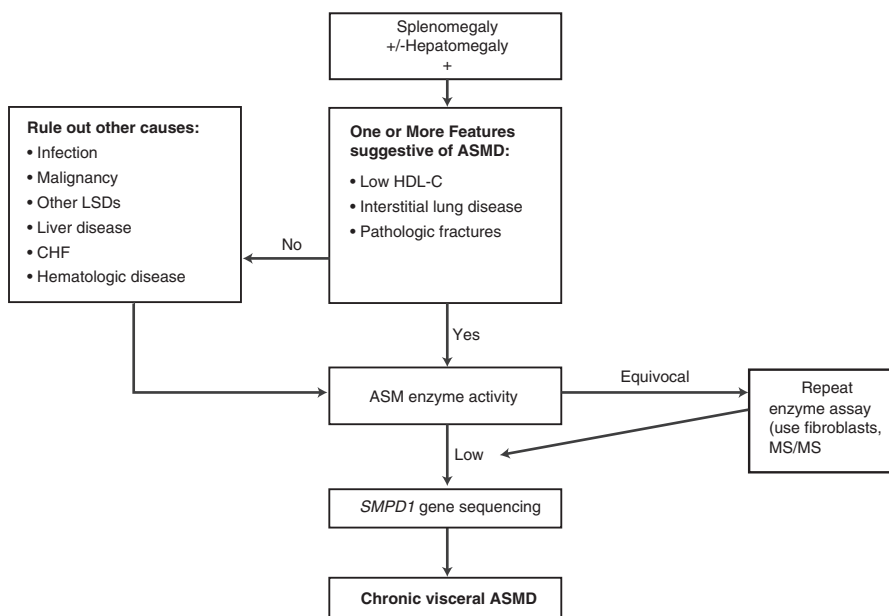 Splenomegaly
+/-Hepatomegaly
+
Rule out other causes:
• Infection
• Malignancy
• Other LSDs
• Liver disease
• CHF
• Hematologic disease
One or More Features
suggestive of ASMD:
• Low HDL-C
• Interstitial lung disease
• Pathologic fractures
No
Yes
ASM enzyme activity
Equivocal
Repeat
enzyme assay
(use fibroblasts,
MS/MS
Low
SMPD1 gene sequencing
Chronic visceral ASMD